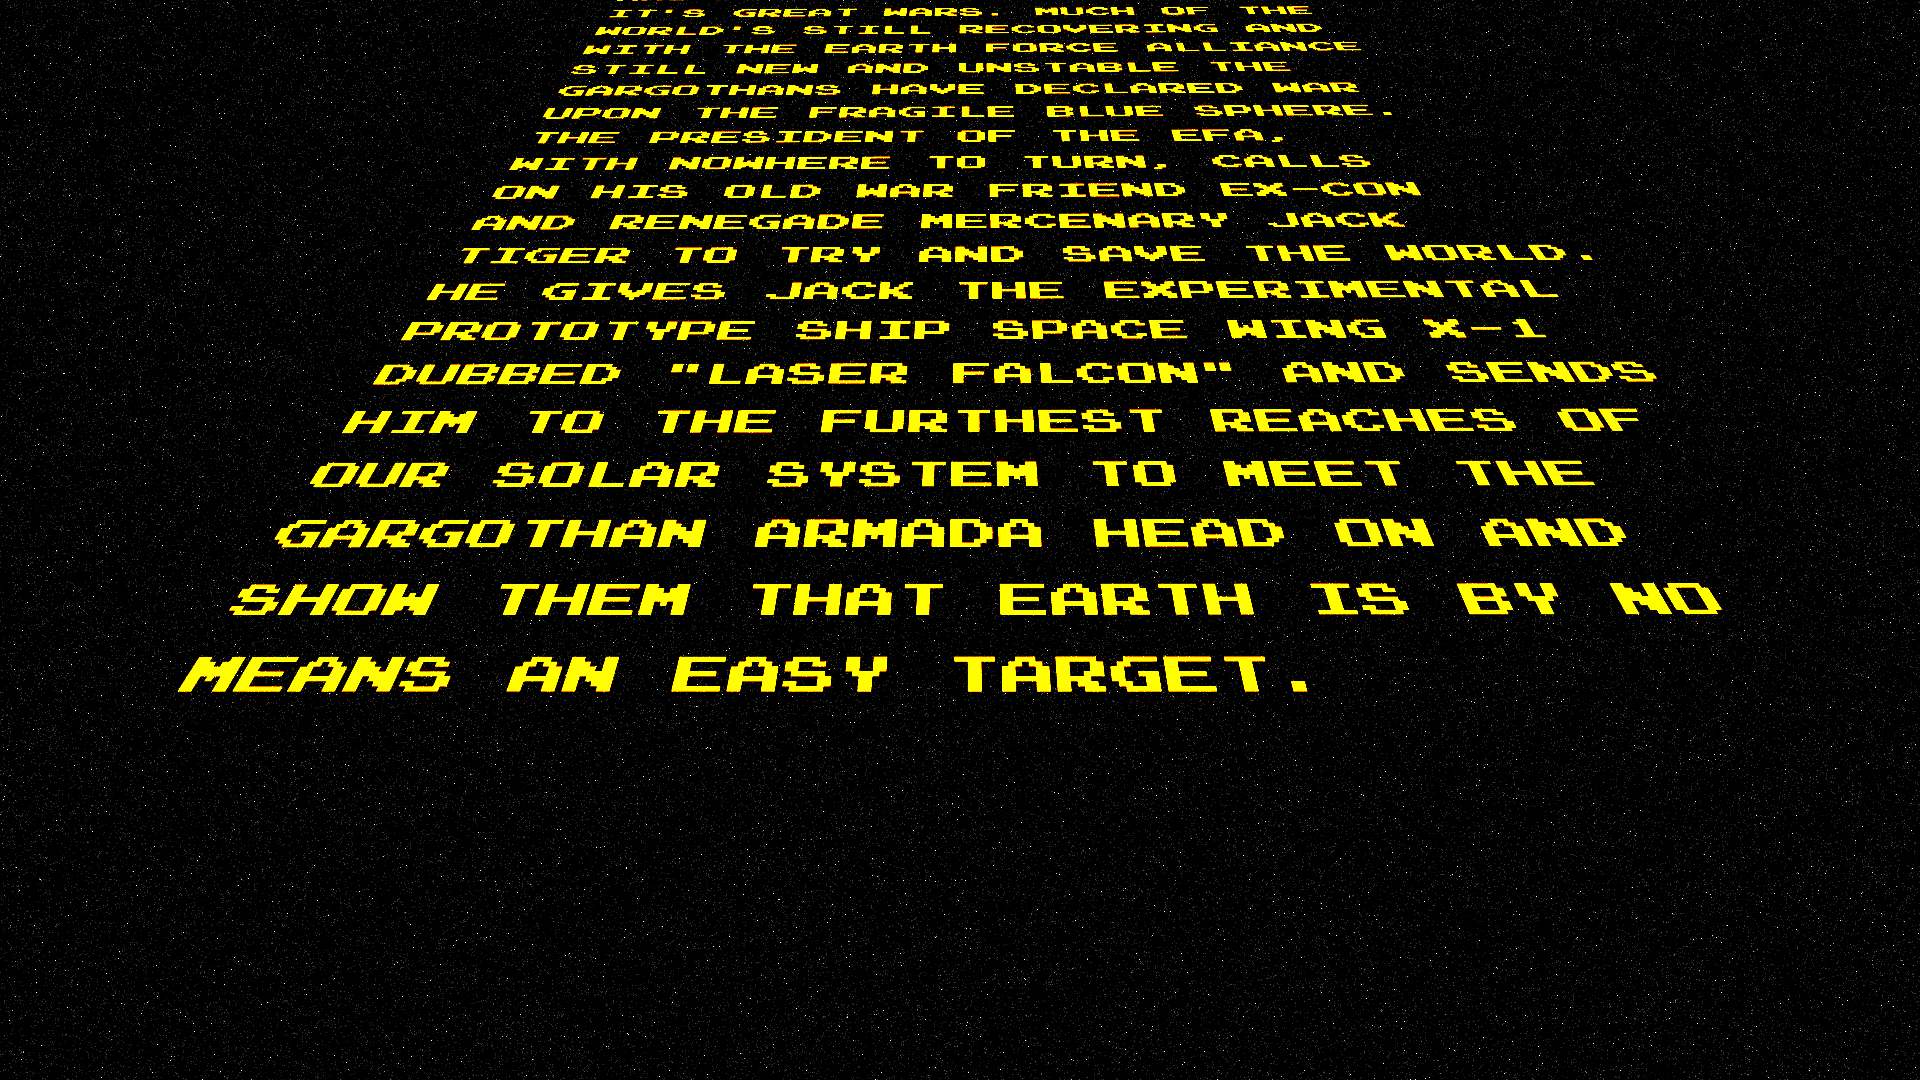 IT'S GREAT WARS. MUCH OF THE
WORLD'S STILL RECOVERING AND
WITH THE EARTH FORCE ALLIANCE
STILL NEW AND UNSTABLE THE
GARGOTHANS HAVE DECLARED WAR
UPON THE FRAGILE BLUE SPHERE.
THE PRESIDENT OF THE EFA,
WITH NOWHERE TO TURN, CALLS
ON HIS OLD WAR FRIEND EX-CON
AND RENEGADE MERCENARY JACK
TIGER TO TRY AND SAVE THE WORLD.
HE GIVES JACK THE EXPERIMENTAL
PROTOTYPE SHIP SPACE WING X-1
DUBBED "LASER FALCON" AND SENDS
HIM TO THE FURTHEST REACHES OF
OUR SOLAR SYSTEM TO MEET THE
GARGOTHAN ARMADA HEAD ON AND
SHOW THEM THAT EARTH IS BY NO
MEANS AN EASY TARGET.